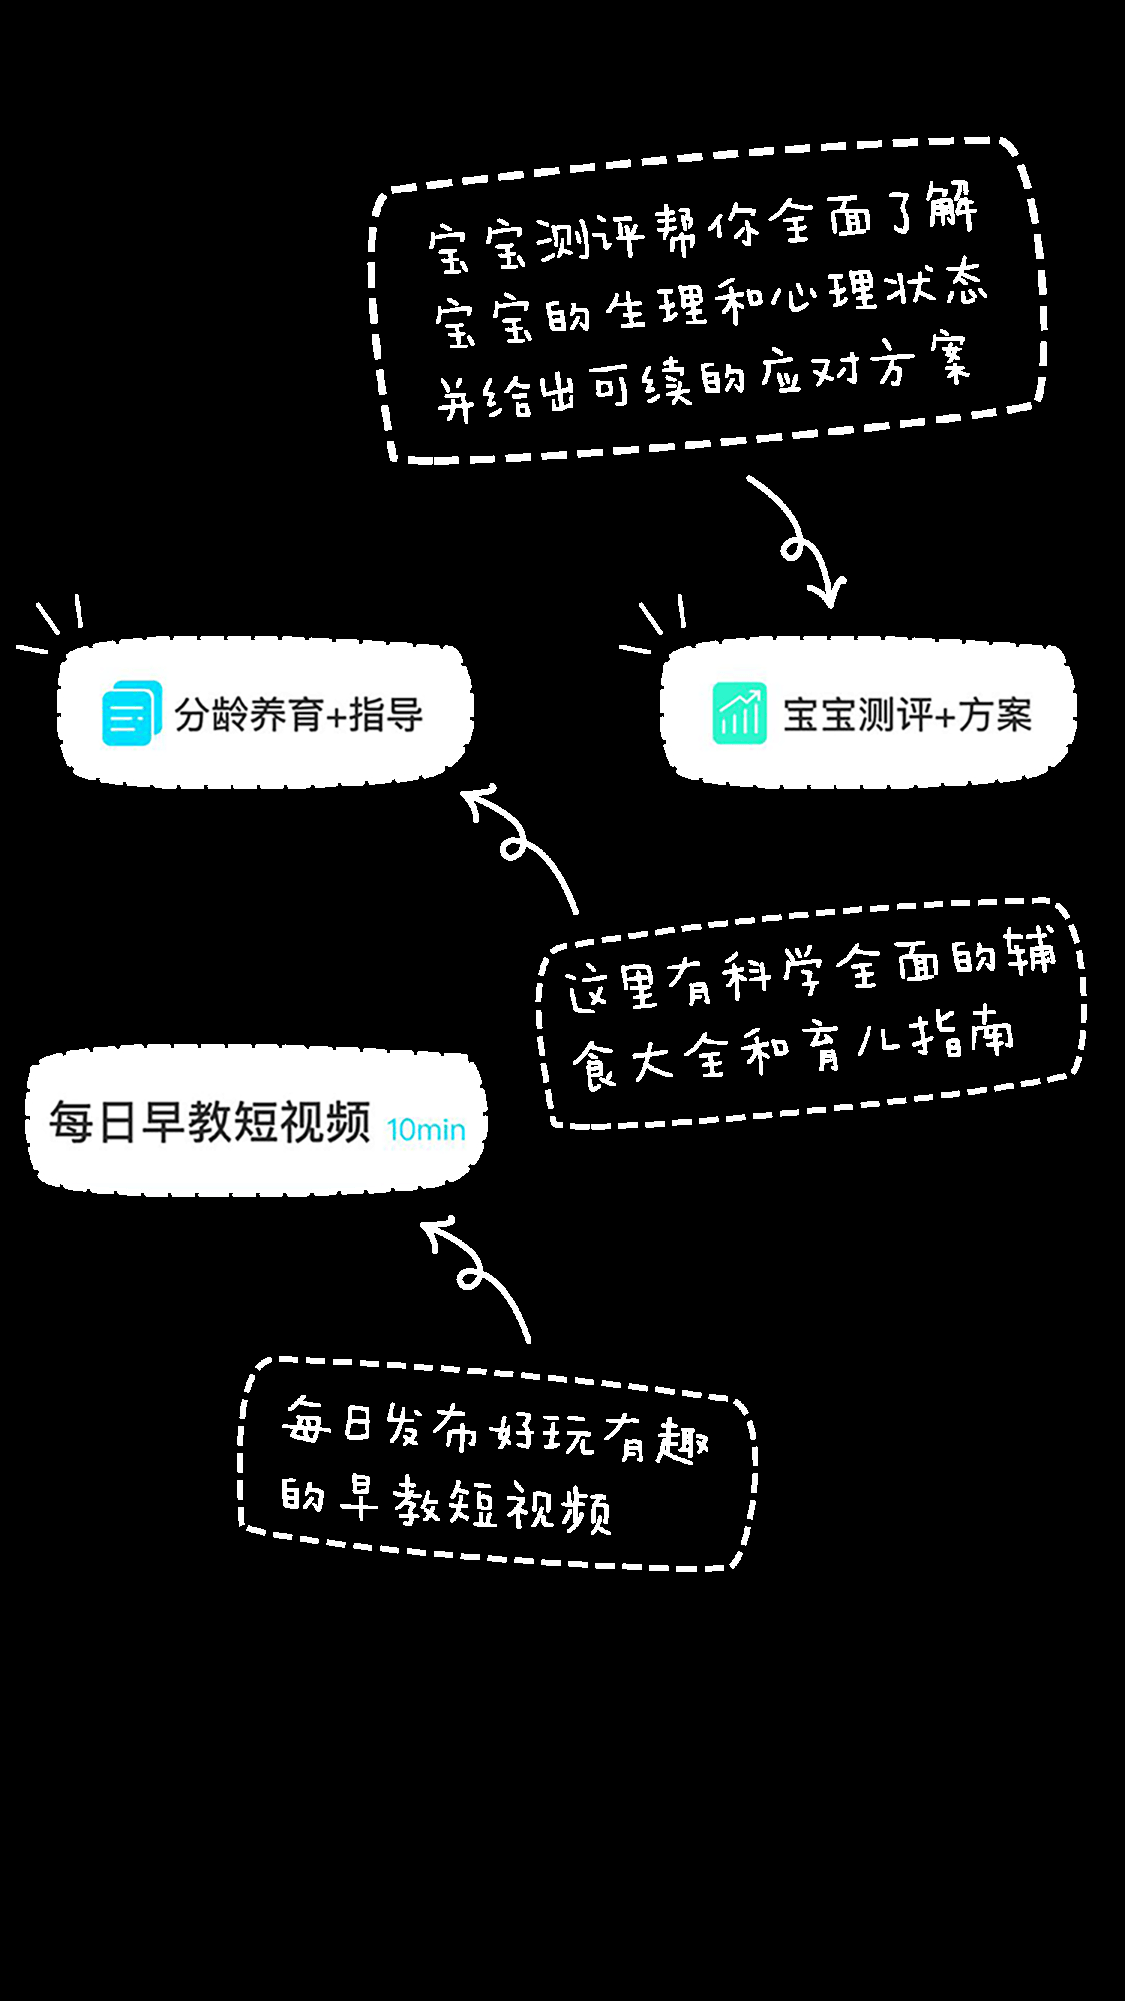 宝宝测评帮你全面了解
宝宝的生理和心理状态
并给出可续的应对方案
分龄养育+指导
宝宝测评+方案
这里有科学全面的辅
食大全和育儿指南
每日早教短视频 10min
每日发布好玩有趣
的早教短视频